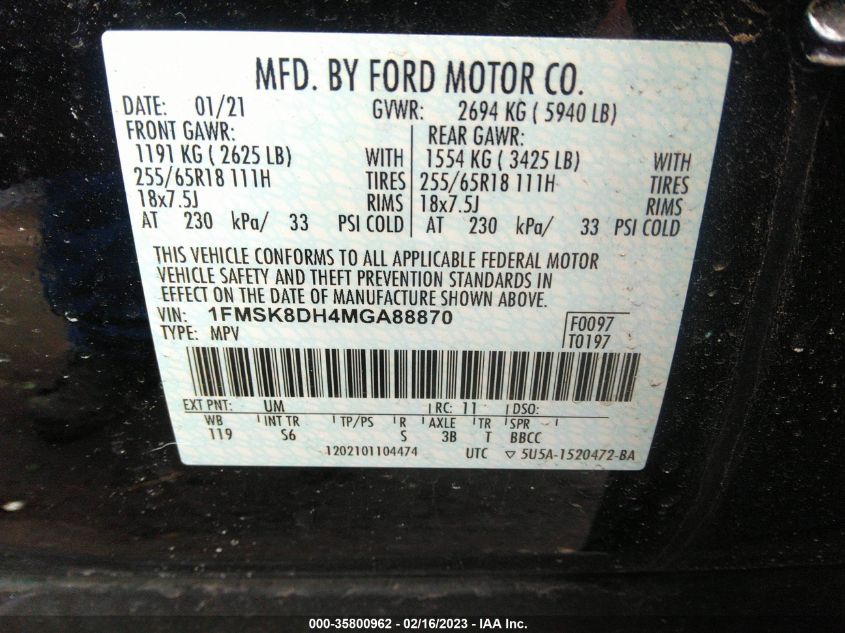 MFD. BY FORD MOTOR CO.
DATE: 01/21 GVWR: 2694 KG ( 5940 LB)
FRONT GAWR: REAR GAWR:
1191 KG ( 2625 LB) WITH 1554 KG ( 3425 LB) WITH
255/65R18 111H TIRES 255/65R18 111H TIRES
18x7.5J RIMS 18x7.5J RIMS
AT 230 kPa/ 33 PSI COLD AT 230 kPa/ 33 PSI COLD
THIS VEHICLE CONFORMS TO ALL APPLICABLE FEDERAL MOTOR
VEHICLE SAFETY AND THEFT PREVENTION STANDARDS IN
EFFECT ON THE DATE OF MANUFACTURE SHOWN ABOVE.
VIN: 1FMSK8DH4MGA88870 F0097
TYPE: MPV T0197
EXT PNT: UM RC: 11 DSO:
WB INT TR TP/PS R AXLE TR SPR
119 S6 S 3B T BBCC
1202101104474 UTC ▽ 5U5A-1520472-BA
000-35800962 - 02/16/2023 - IAA Inc.